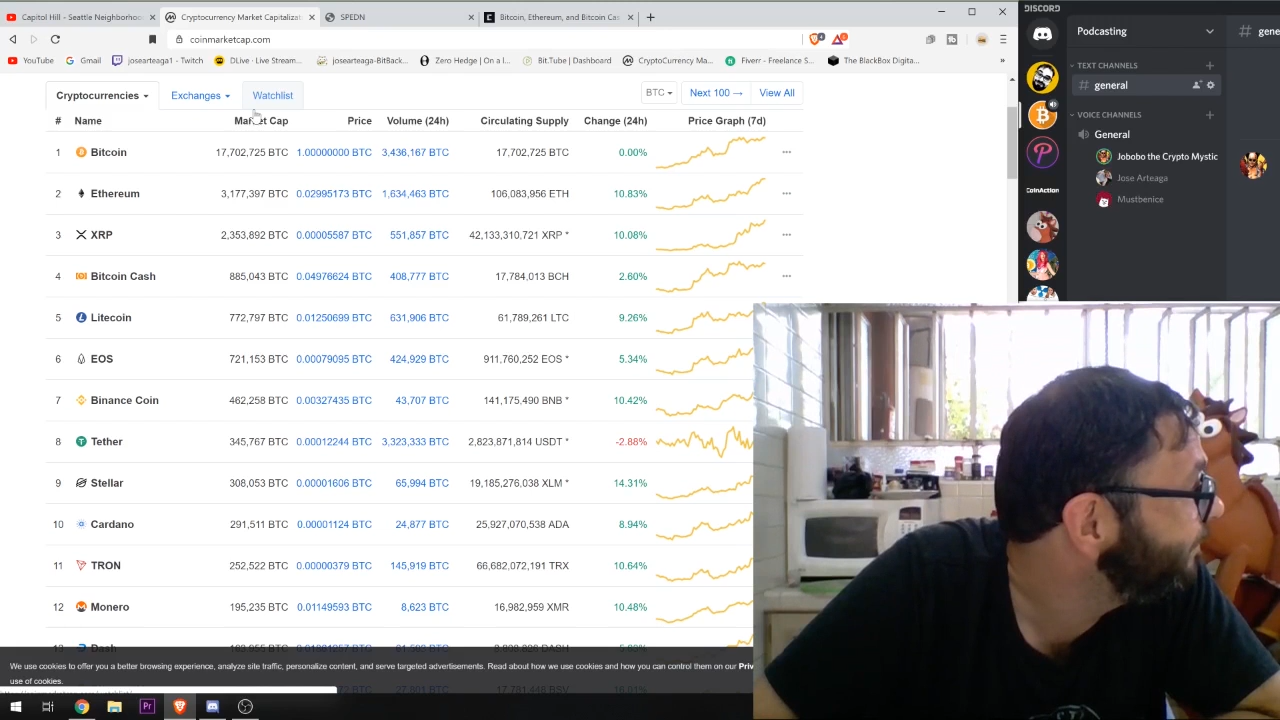 Capitol Hill - Seattle Neighborhoo
Cryptocurrency Market Capitalizat
SPEDN
Bitcoin, Ethereum, and Bitcoin Ca
coinmarketcap.com
YouTube
Gmail
josearteaga1 - Twitch
DLive · Live Stream...
josearteaga-BitBack...
Zero Hedge | On a l...
Bit.Tube | Dashboard
CryptoCurrency Ma...
Fiverr - Freelance S...
The BlackBox Digita...
»
Cryptocurrencies
Exchanges
Watchlist
BTC
Next 100 →
View All
# Name Market Cap Price Volume (24h) Circulating Supply Change (24h) Price Graph (7d)
1 Bitcoin 17,702,725 BTC 1.00000000 BTC 3,436,167 BTC 17,702,725 BTC 0.00%
2 Ethereum 3,177,397 BTC 0.02995173 BTC 1,634,463 BTC 106,083,956 ETH 10.83%
3 XRP 2,353,892 BTC 0.00005587 BTC 551,857 BTC 42,133,310,721 XRP * 10.08%
4 Bitcoin Cash 885,043 BTC 0.04976624 BTC 408,777 BTC 17,784,013 BCH 2.60%
5 Litecoin 772,797 BTC 0.01250699 BTC 631,906 BTC 61,789,261 LTC 9.26%
6 EOS 721,153 BTC 0.00079095 BTC 424,929 BTC 911,760,252 EOS * 5.34%
7 Binance Coin 462,258 BTC 0.00327435 BTC 43,707 BTC 141,175,490 BNB * 10.42%
8 Tether 345,767 BTC 0.00012244 BTC 3,323,333 BTC 2,823,871,814 USDT * -2.88%
9 Stellar 308,053 BTC 0.00001606 BTC 65,994 BTC 19,185,276,038 XLM * 14.31%
10 Cardano 291,511 BTC 0.00001124 BTC 24,877 BTC 25,927,070,538 ADA 8.94%
11 TRON 252,522 BTC 0.00000379 BTC 145,919 BTC 66,682,072,191 TRX 10.64%
12 Monero 195,235 BTC 0.01149593 BTC 8,623 BTC 16,982,959 XMR 10.48%
13 Dash
We use cookies to offer you a better browsing experience, analyze site traffic, personalize content, and serve targeted advertisements. Read about how we use cookies and how you can control them on our Priv
use of cookies.
DISCORD
Podcasting
# gene
TEXT CHANNELS
# general
VOICE CHANNELS
General
Jobobo the Crypto Mystic
Jose Arteaga
Mustbenice
CoinAction